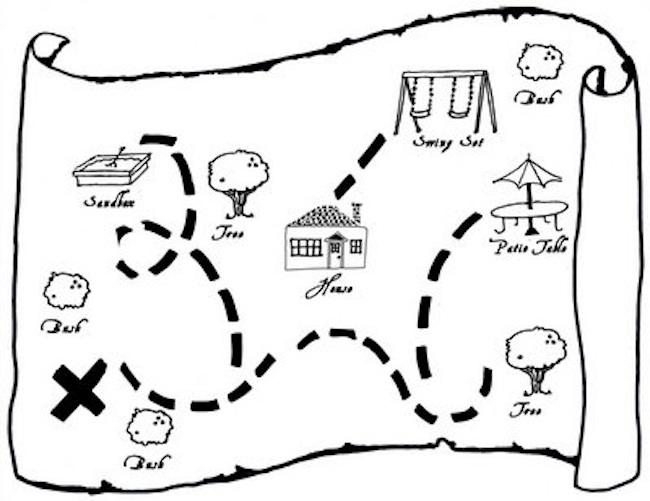 Bush
Swing Set
Sandbox
Tree
Patio Table
House
Bush
Tree
Bush